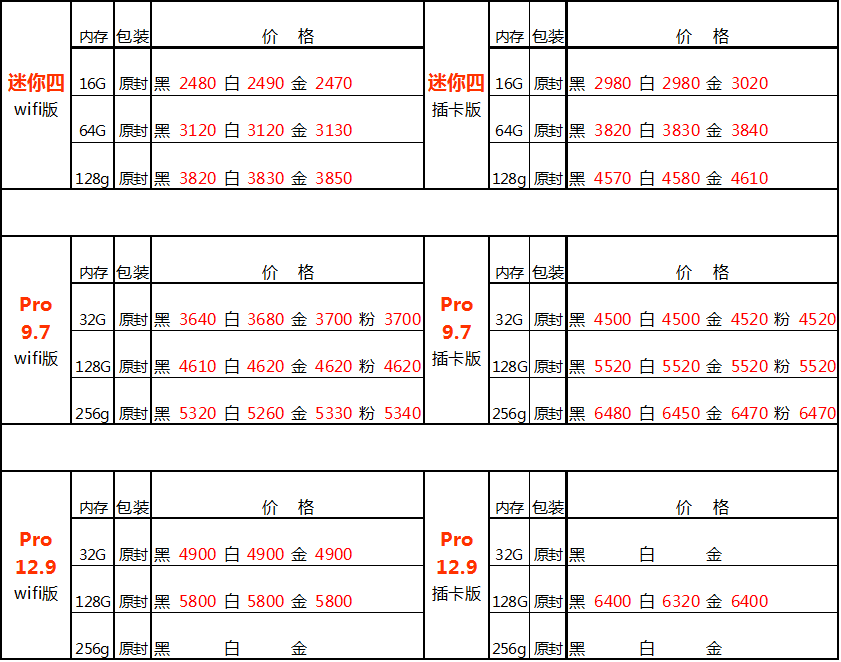 内存 包装 价 格 内存 包装 价 格
迷你四 16G 原封 黑 2480 白 2490 金 2470 迷你四 16G 原封 黑 2980 白 2980 金 3020
wifi版 插卡版
64G 原封 黑 3120 白 3120 金 3130 64G 原封 黑 3820 白 3830 金 3840
128g 原封 黑 3820 白 3830 金 3850 128g 原封 黑 4570 白 4580 金 4610
内存 包装 价 格 内存 包装 价 格
Pro Pro
32G 原封 黑 3640 白 3680 金 3700 粉 3700 32G 原封 黑 4500 白 4500 金 4520 粉 4520
9.7 9.7
wifi版 128G 原封 黑 4610 白 4620 金 4620 粉 4620 插卡版 128G 原封 黑 5520 白 5520 金 5520 粉 5520
256g 原封 黑 5320 白 5260 金 5330 粉 5340 256g 原封 黑 6480 白 6450 金 6470 粉 6470
内存 包装 价 格 内存 包装 价 格
Pro Pro
32G 原封 黑 4900 白 4900 金 4900 32G 原封 黑 白 金
12.9 12.9
wifi版 128G 原封 黑 5800 白 5800 金 5800 插卡版 128G 原封 黑 6400 白 6320 金 6400
256g 原封 黑 白 金 256g 原封 黑 白 金